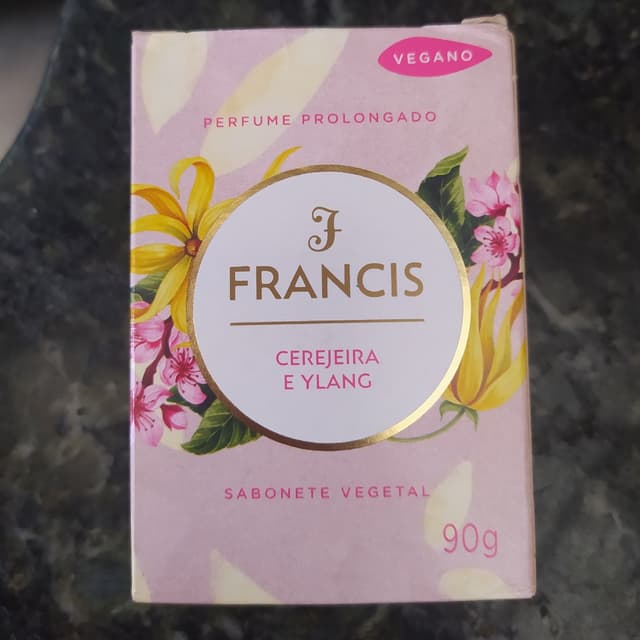 VEGANO
PERFUME PROLONGADO
F
FRANCIS
CEREJEIRA
E YLANG
SABONETE VEGETAL
90g